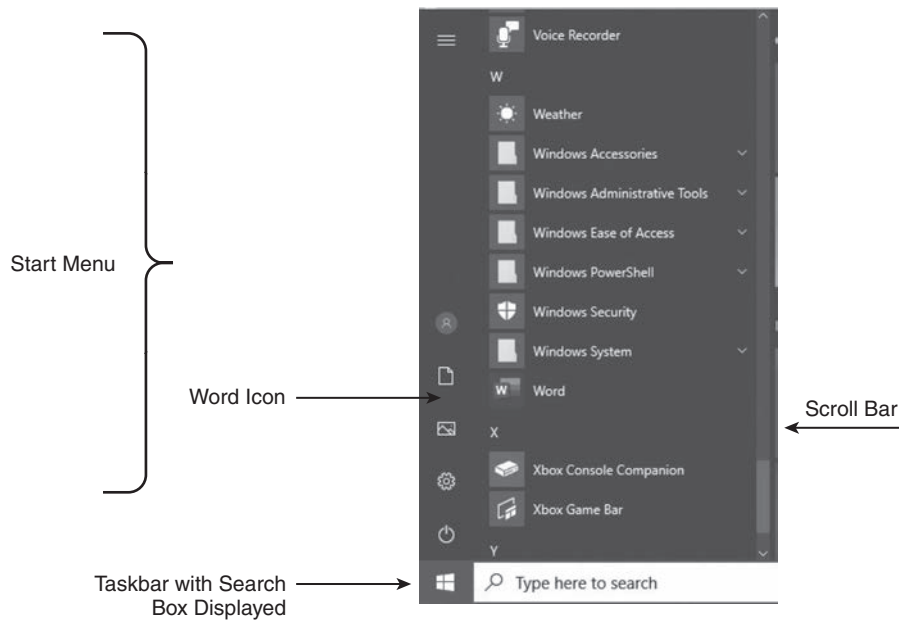 Voice Recorder
W
Weather
Windows Accessories
Windows Administrative Tools
Windows Ease of Access
Start Menu
Windows PowerShell
Windows Security
Windows System
Word Icon
W Word
Scroll Bar
X
Xbox Console Companion
Xbox Game Bar
Y
Taskbar with Search
Box Displayed
Type here to search